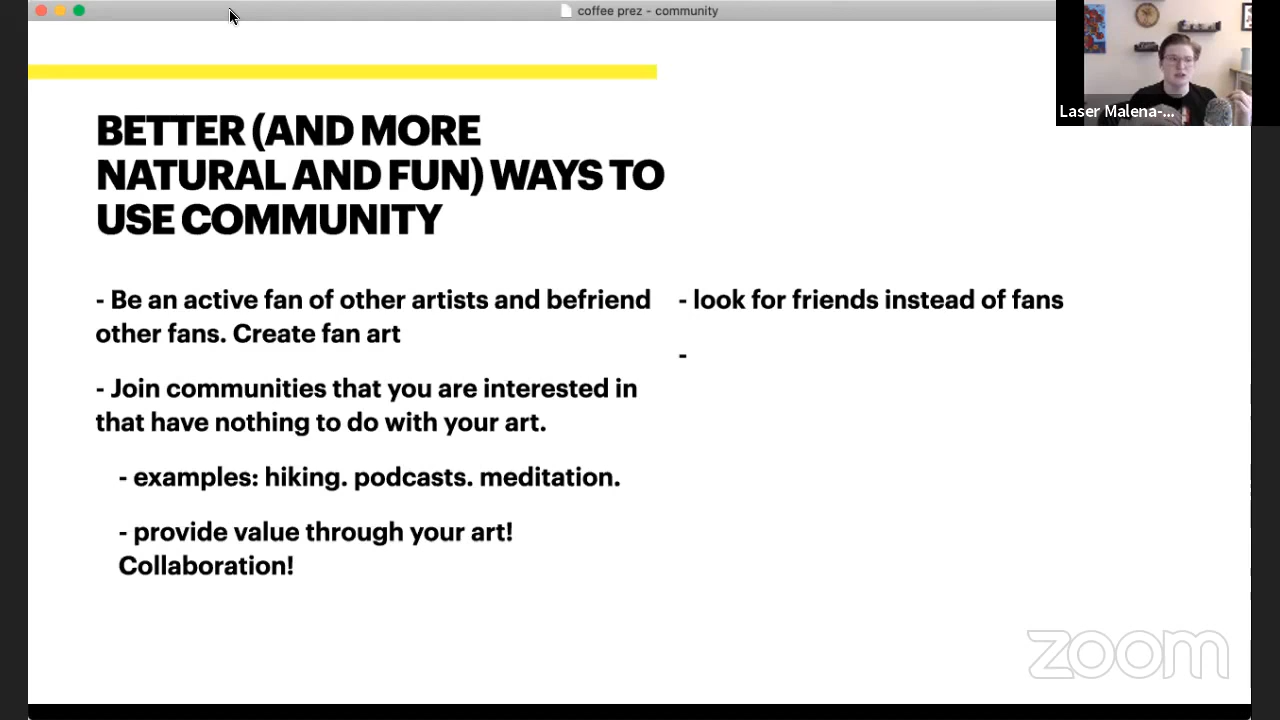 coffee prez - community
Laser Malena-...
BETTER (AND MORE
NATURAL AND FUN) WAYS TO
USE COMMUNITY
- Be an active fan of other artists and befriend
other fans. Create fan art
- Join communities that you are interested in
that have nothing to do with your art.
- examples: hiking. podcasts. meditation.
- provide value through your art!
Collaboration!
- look for friends instead of fans
-
zoom